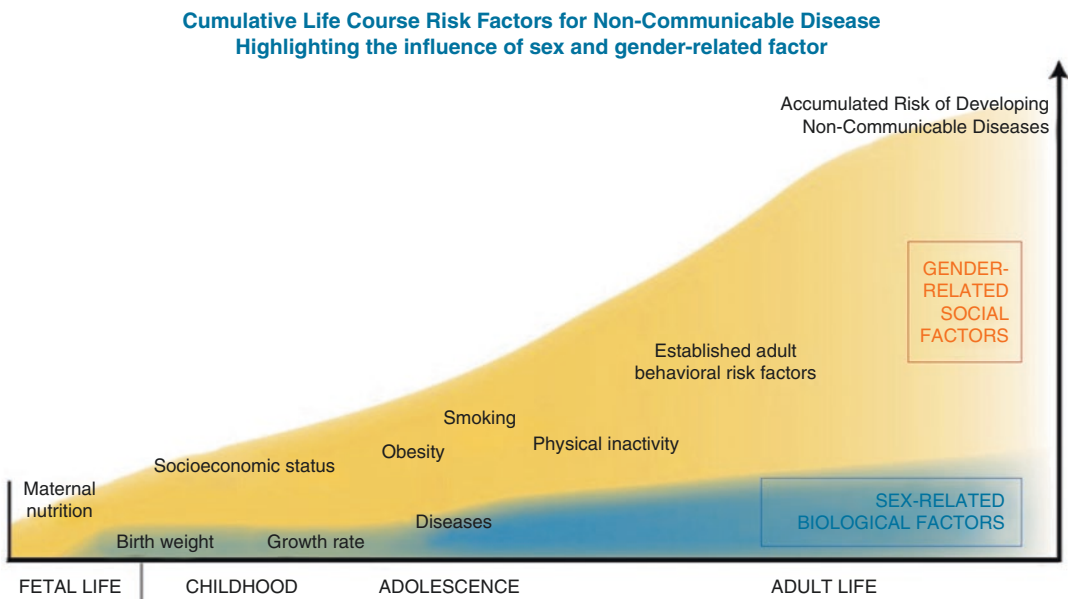 Cumulative Life Course Risk Factors for Non-Communicable Disease
Highlighting the influence of sex and gender-related factor
Accumulated Risk of Developing
Non-Communicable Diseases
GENDER-
RELATED
SOCIAL
FACTORS
Established adult
behavioral risk factors
Smoking
Physical inactivity
Obesity
Socioeconomic status
Maternal
nutrition
SEX-RELATED
BIOLOGICAL FACTORS
Diseases
Birth weight
Growth rate
FETAL LIFE
CHILDHOOD
ADOLESCENCE
ADULT LIFE